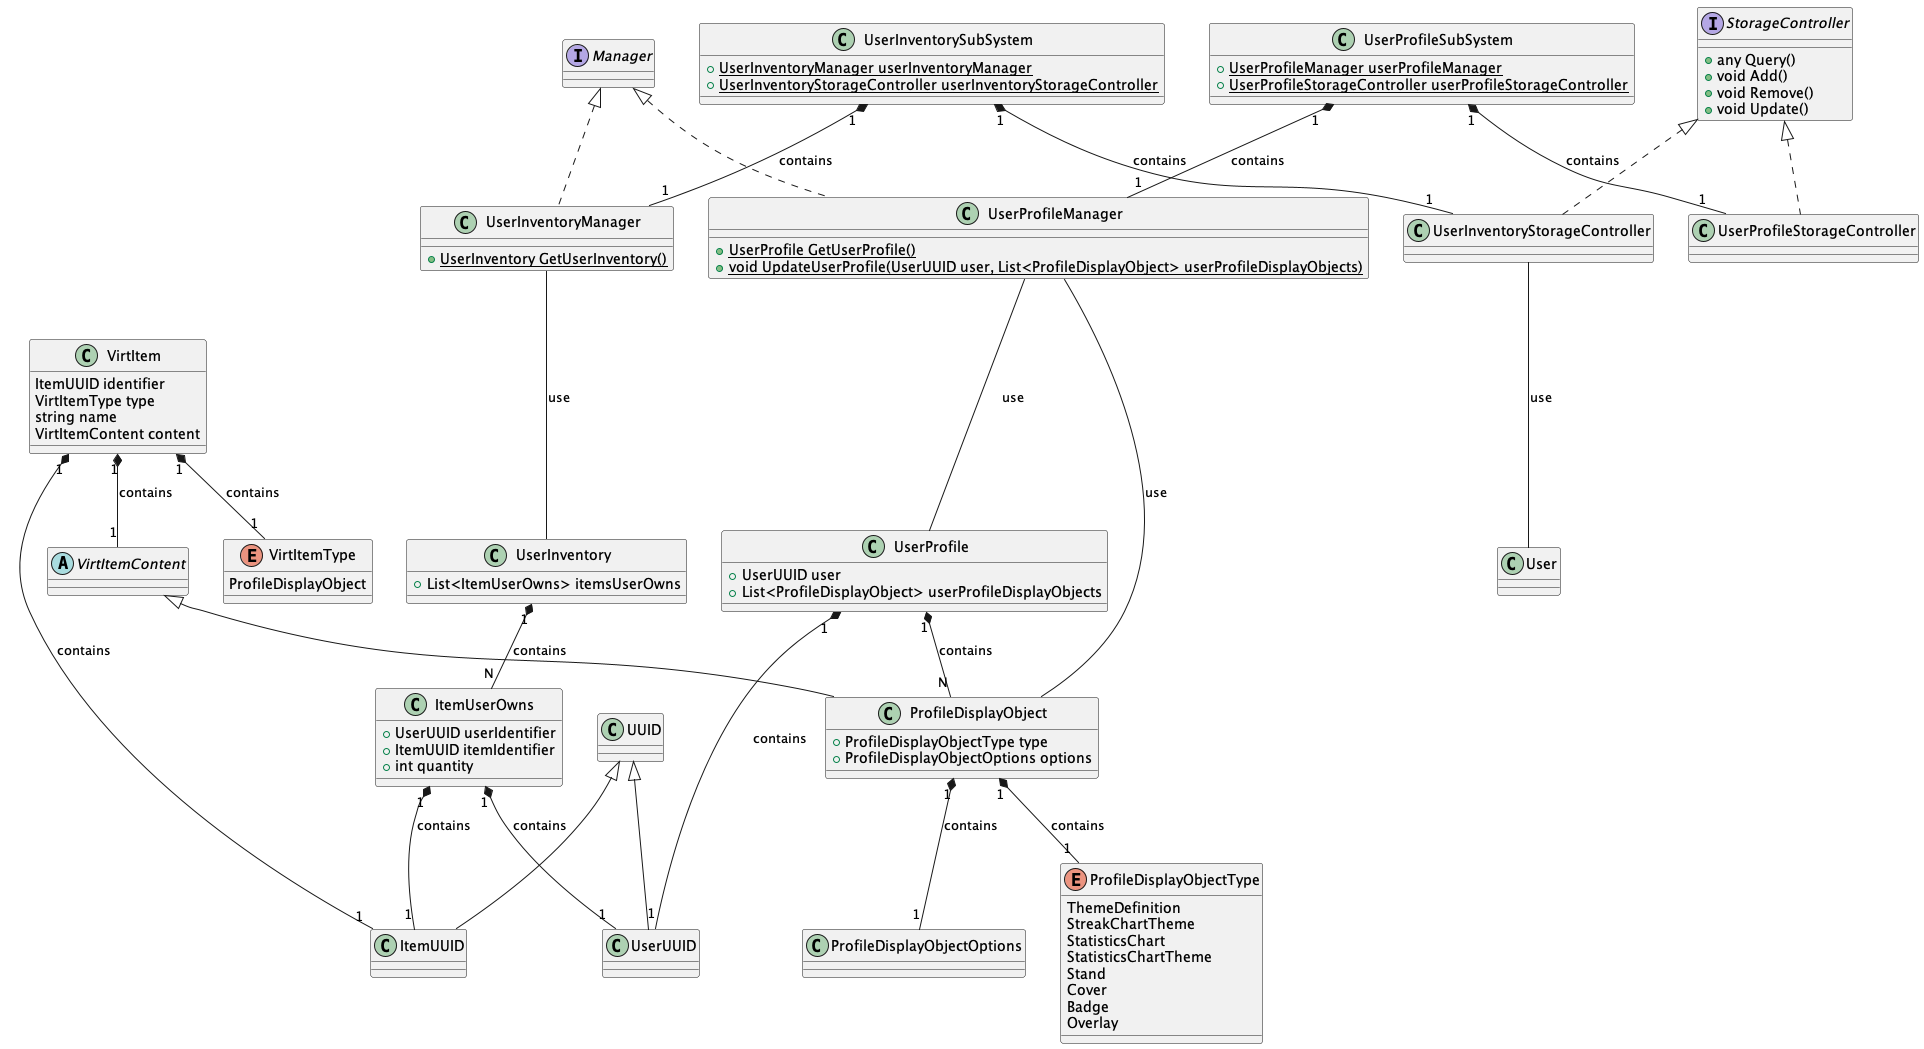 I Manager
C UserInventorySubSystem
UserInventoryManager userInventoryManager
UserInventoryStorageController userInventoryStorageController
C UserProfileSubSystem
UserProfileManager userProfileManager
UserProfileStorageController userProfileStorageController
I StorageController
any Query()
void Add()
void Remove()
void Update()
1
1
1
1
contains
contains
contains
contains
1
1
1
1
C UserInventoryManager
UserInventory GetUserInventory()
C UserProfileManager
UserProfile GetUserProfile()
void UpdateUserProfile(UserUUID user, List<ProfileDisplayObject> userProfileDisplayObjects)
C UserInventoryStorageController
C UserProfileStorageController
C VirtItem
ItemUUID identifier
VirtItemType type
string name
VirtItemContent content
use
use
use
1
1
1
contains
contains
use
1
1
A VirtItemContent
E VirtItemType
ProfileDisplayObject
C UserInventory
List<ItemUserOwns> itemsUserOwns
C UserProfile
UserUUID user
List<ProfileDisplayObject> userProfileDisplayObjects
C User
1
1
1
contains
contains
contains
N
N
C ItemUserOwns
UserUUID userIdentifier
ItemUUID itemIdentifier
int quantity
C UUID
contains
C ProfileDisplayObject
ProfileDisplayObjectType type
ProfileDisplayObjectOptions options
1
1
1
1
contains
contains
contains
contains
1
E ProfileDisplayObjectType
ThemeDefinition
StreakChartTheme
StatisticsChart
StatisticsChartTheme
Stand
Cover
Badge
Overlay
1
1
1
1
1
C ItemUUID
C UserUUID
C ProfileDisplayObjectOptions